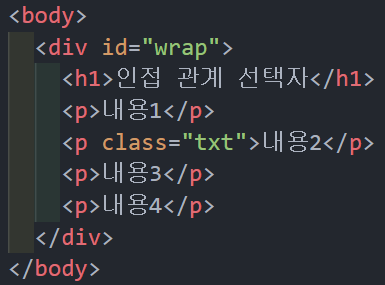 <body>
<div id="wrap">
<h1>인접 관계 선택자</h1>
<p>내용1</p>
<p class="txt">내용2</p>
<p>내용3</p>
<p>내용4</p>
</div>
</body>